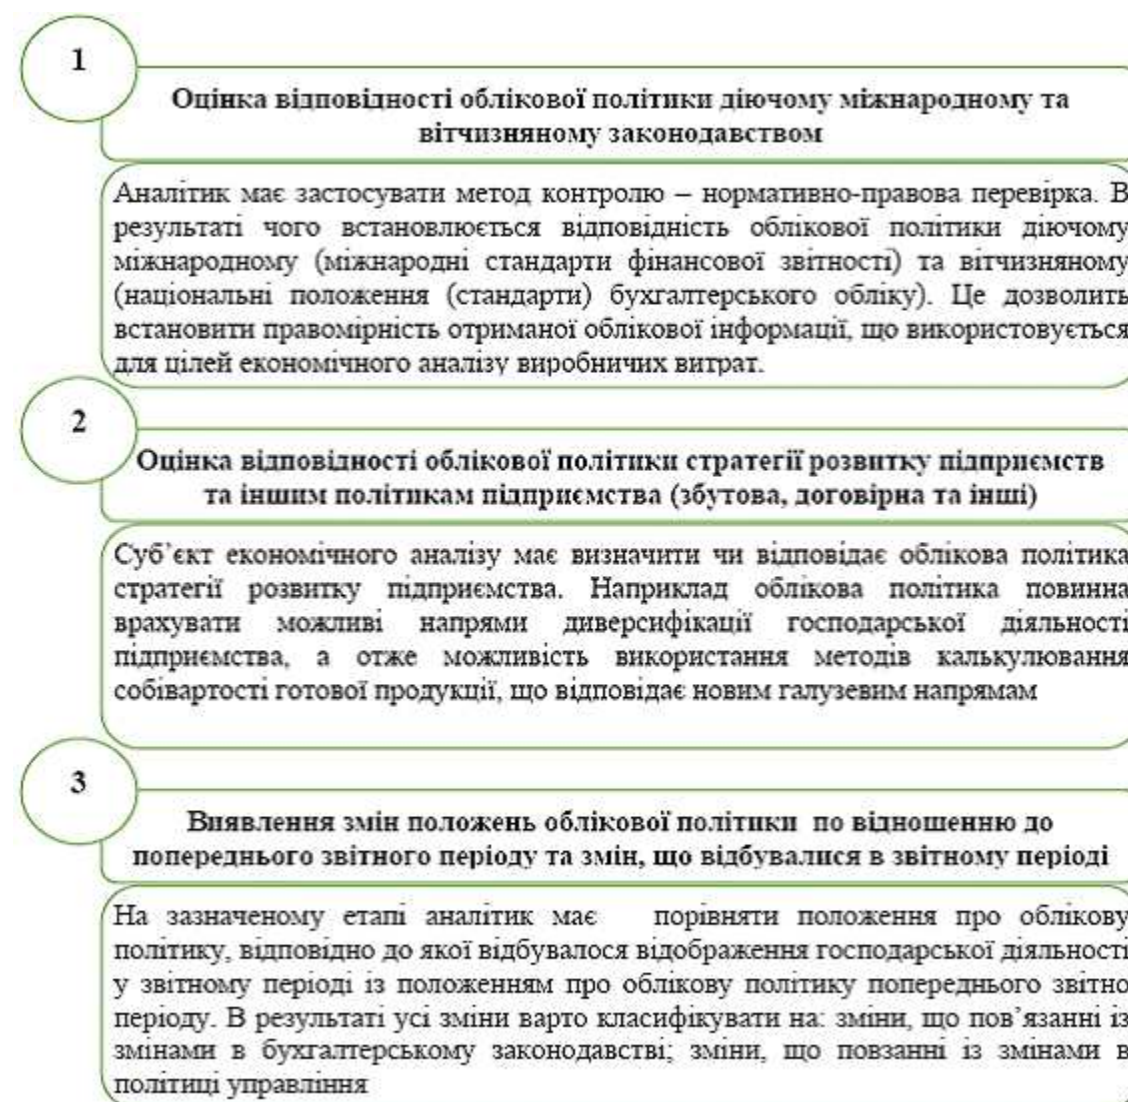 1
Оцінка відповідності облікової політики діючому міжнародному та
вітчизняному законодавством
Аналітик має застосувати метод контролю – нормативно-правова перевірка. В
результаті чого встановлюється відповідність облікової політики діючому
міжнародному (міжнародні стандарти фінансової звітності) та вітчизняному
(національні положення (стандарти) бухгалтерського обліку). Це дозволить
встановити правомірність отриманої облікової інформації, що використовується
для цілей економічного аналізу виробничих витрат.
2
Оцінка відповідності облікової політики стратегії розвитку підприємств
та іншим політикам підприємства (збутова, договірна та інші)
Суб’єкт економічного аналізу має визначити чи відповідає облікова політика
стратегії розвитку підприємства. Наприклад облікова політика повинна
врахувати можливі напрями диверсифікації господарської діяльності
підприємства, а отже можливість використання методів калькулювання
собівартості готової продукції, що відповідає новим галузевим напрямам
3
Виявлення змін положень облікової політики по відношенню до
попереднього звітного періоду та змін, що відбувалися в звітному періоді
На зазначеному етапі аналітик має порівняти положення про облікову
політику, відповідно до якої відбувалося відображення господарської діяльності
у звітному періоді із положенням про облікову політику попереднього звітно
періоду. В результаті усі зміни варто класифікувати на: зміни, що пов’язанні із
змінами в бухгалтерському законодавстві; зміни, що повзанні із змінами в
політиці управління